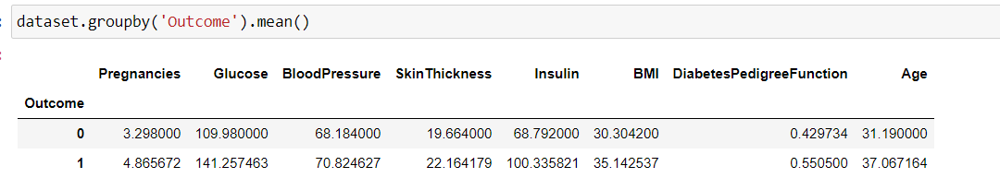 dataset.groupby('Outcome').mean()
Pregnancies Glucose BloodPressure SkinThickness Insulin BMI DiabetesPedigreeFunction Age
Outcome
0 3.298000 109.980000 68.184000 19.664000 68.792000 30.304200 0.429734 31.190000
1 4.865672 141.257463 70.824627 22.164179 100.335821 35.142537 0.550500 37.067164